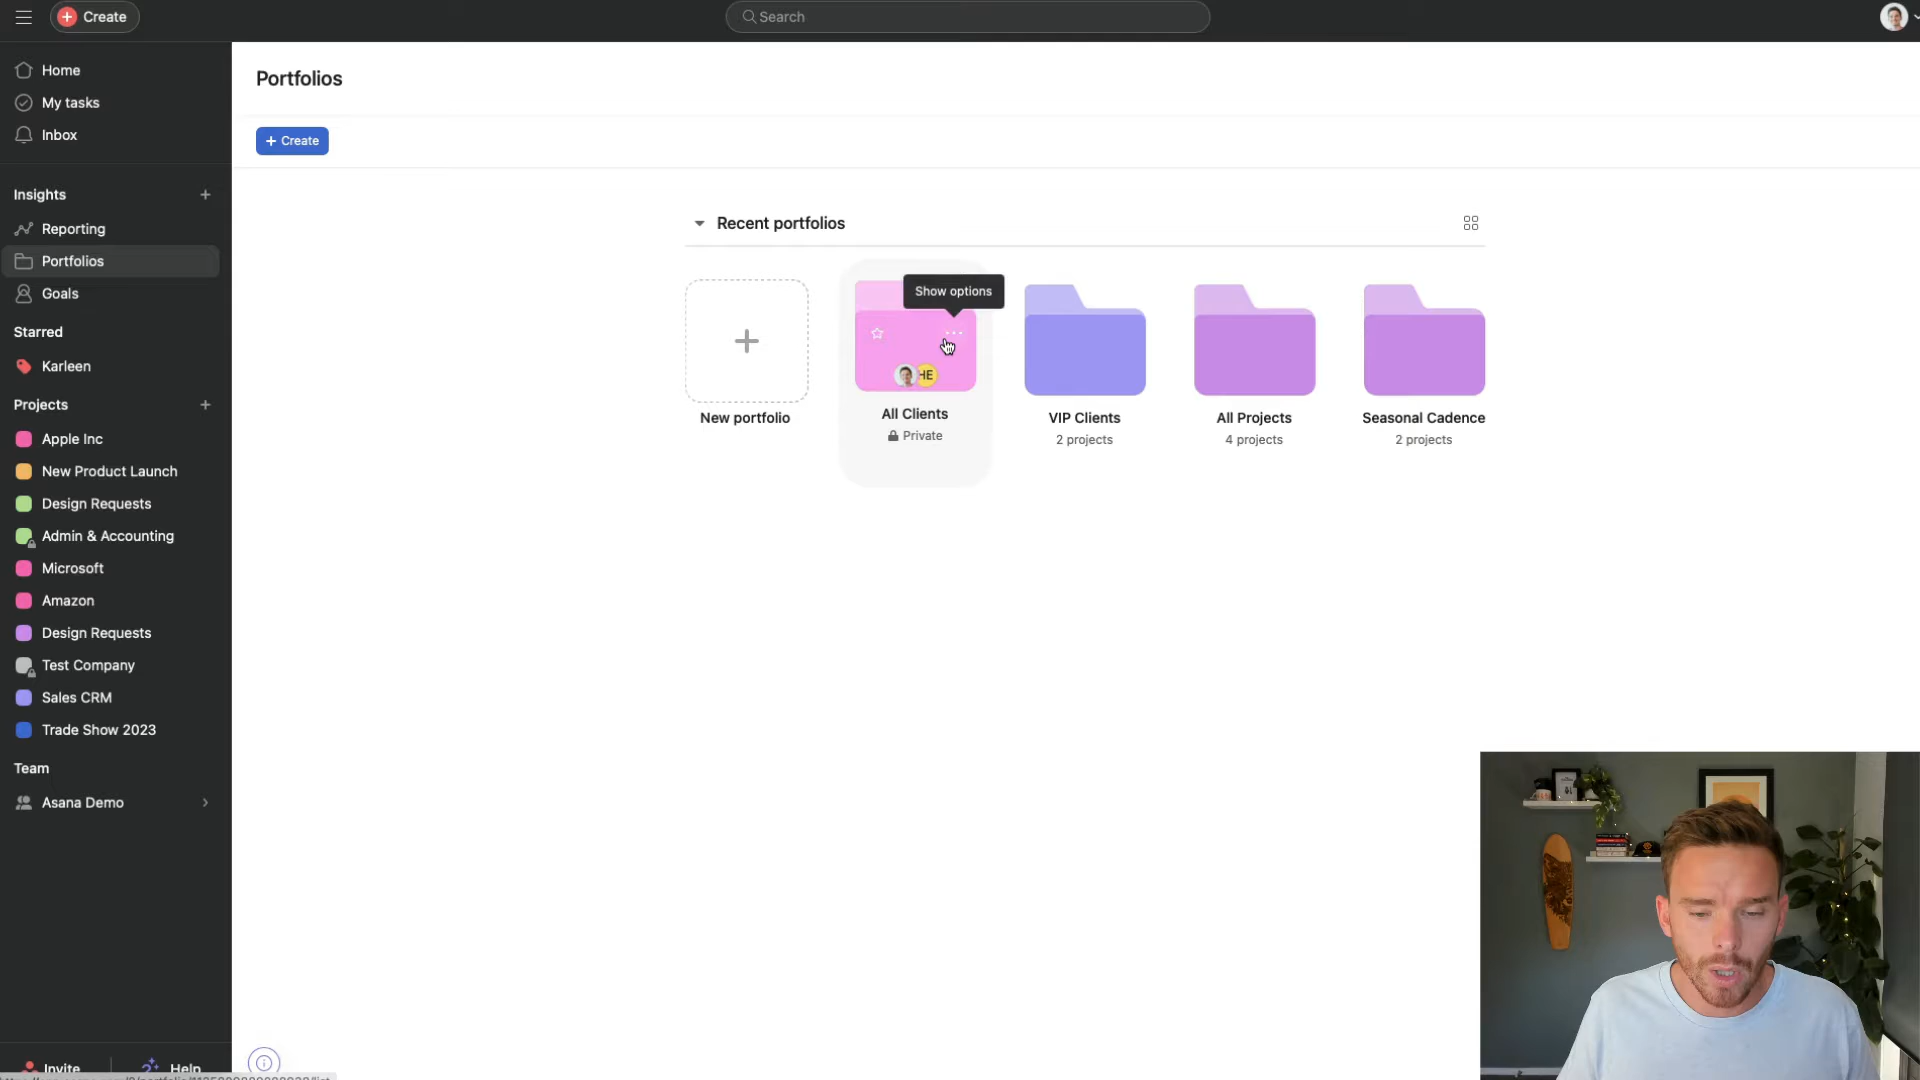 Create
Search
Home
My tasks
Inbox
Insights
Reporting
Portfolios
Goals
Starred
Karleen
Projects
Apple Inc
New Product Launch
Design Requests
Admin & Accounting
Microsoft
Amazon
Design Requests
Test Company
Sales CRM
Trade Show 2023
Team
Asana Demo
Invite
Help
Portfolios
+ Create
Recent portfolios
New portfolio
Show options
HE
All Clients
Private
VIP Clients
2 projects
All Projects
4 projects
Seasonal Cadence
2 projects